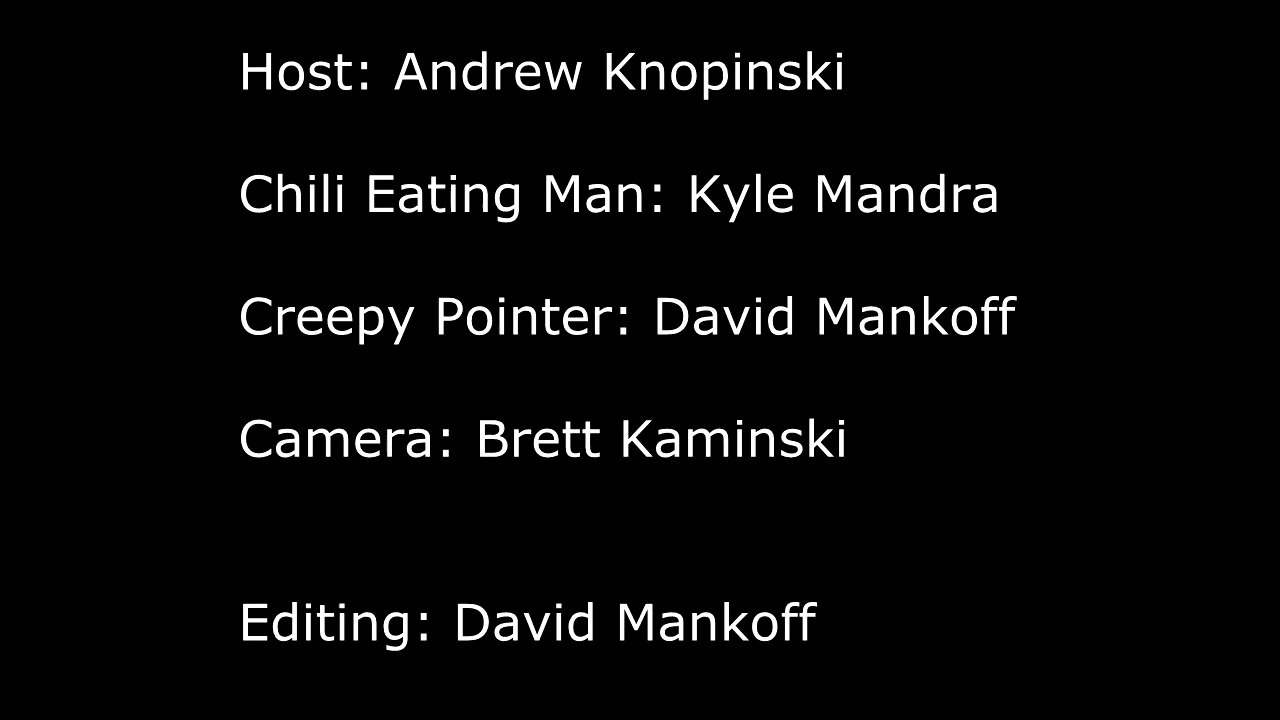 Host: Andrew Knopinski
Chili Eating Man: Kyle Mandra
Creepy Pointer: David Mankoff
Camera: Brett Kaminski
Editing: David Mankoff